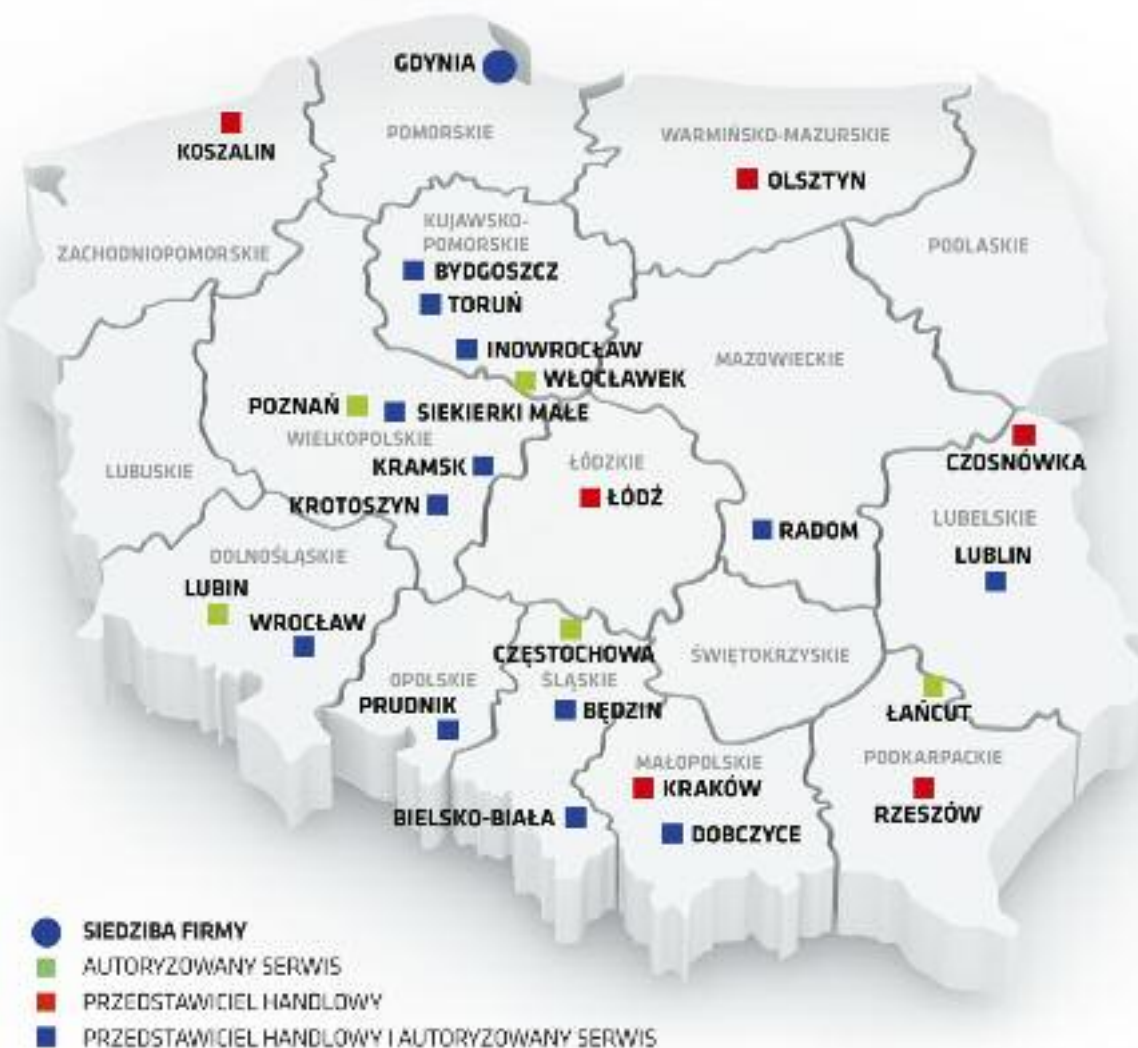 GDYNIA
POMORSKIE
WARMIŃSKO-MAZURSKIE
KOSZALIN
OLSZTYN
KUJAWSKO-
POMORSKIE
ZACHODNIOPOMORSKIE
PODLASKIE
BYDGOSZCZ
TORUŃ
INOWROCŁAW
MAZOWIECKIE
WŁOCŁAWEK
POZNAŃ
SIEKIERKI MAŁE
WIELKOPOLSKIE
LUBUSKIE
KRAMSK
ŁÓDZKIE
CZOSNÓWKA
KROTOSZYN
ŁÓDŹ
LUBELSKIE
RADOM
DOLNOŚLĄSKIE
LUBLIN
LUBIN
WROCŁAW
CZĘSTOCHOWA
ŚWIĘTOKRZYSKIE
OPOLSKIE
ŚLĄSKIE
PRUDNIK
BĘDZIN
ŁAŃCUT
MAŁOPOLSKIE
PODKARPACKIE
KRAKÓW
RZESZÓW
BIELSKO-BIAŁA
DOBCZYCE
SIEDZIBA FIRMY
AUTORYZOWANY SERWIS
PRZEDSTAWICIEL HANDLOWY
PRZEDSTAWICIEL HANDLOWY I AUTORYZOWANY SERWIS